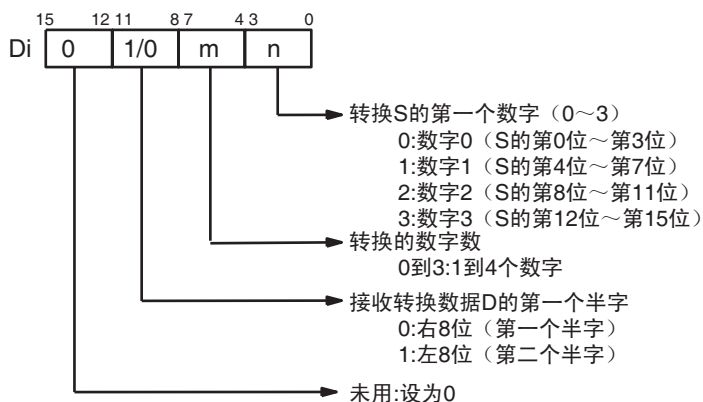 15 12 11 8 7 4 3 0
Di 0 1/0 m n
转换S的第一个数字（0～3）
0:数字0（S的第0位～第3位）
1:数字1（S的第4位～第7位）
2:数字2（S的第8位～第11位）
3:数字3（S的第12位～第15位）
转换的数字数
0到3:1到4个数字
接收转换数据D的第一个半字
0:右8位（第一个半字）
1:左8位（第二个半字）
未用:设为0